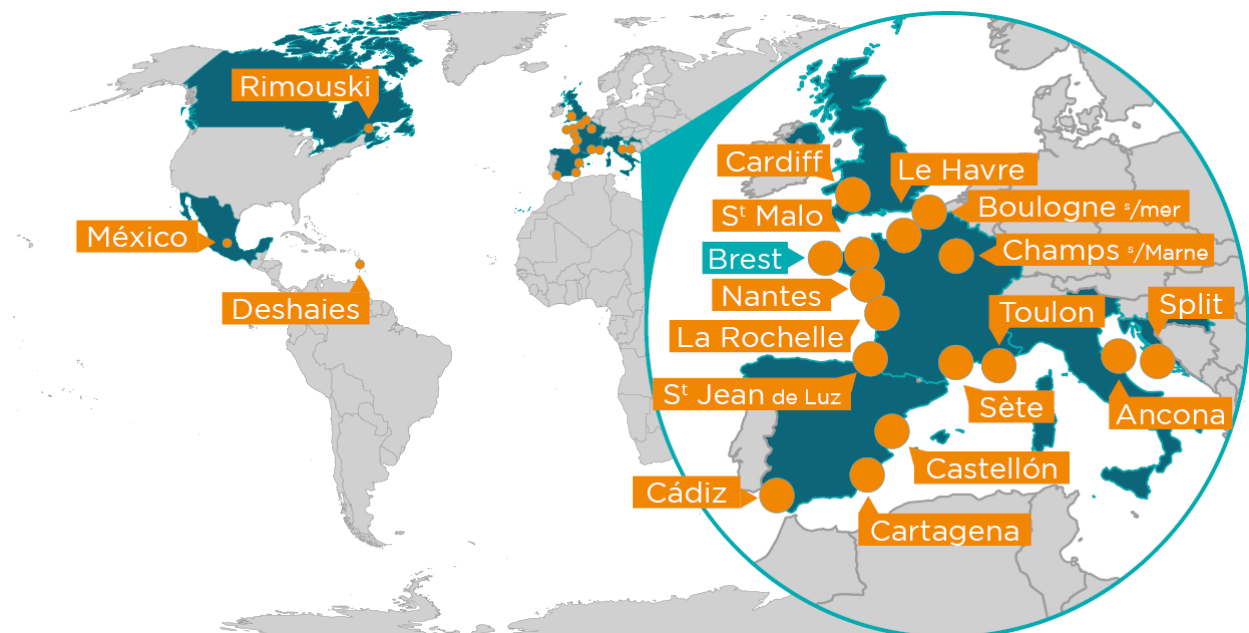 Rimouski
México
Deshaies
Cardiff
Le Havre
Sᵗ Malo
Boulogne ˢ/mer
Brest
Champs ˢ/Marne
Nantes
Toulon
Split
La Rochelle
Sᵗ Jean de Luz
Sète
Ancona
Castellón
Cádiz
Cartagena